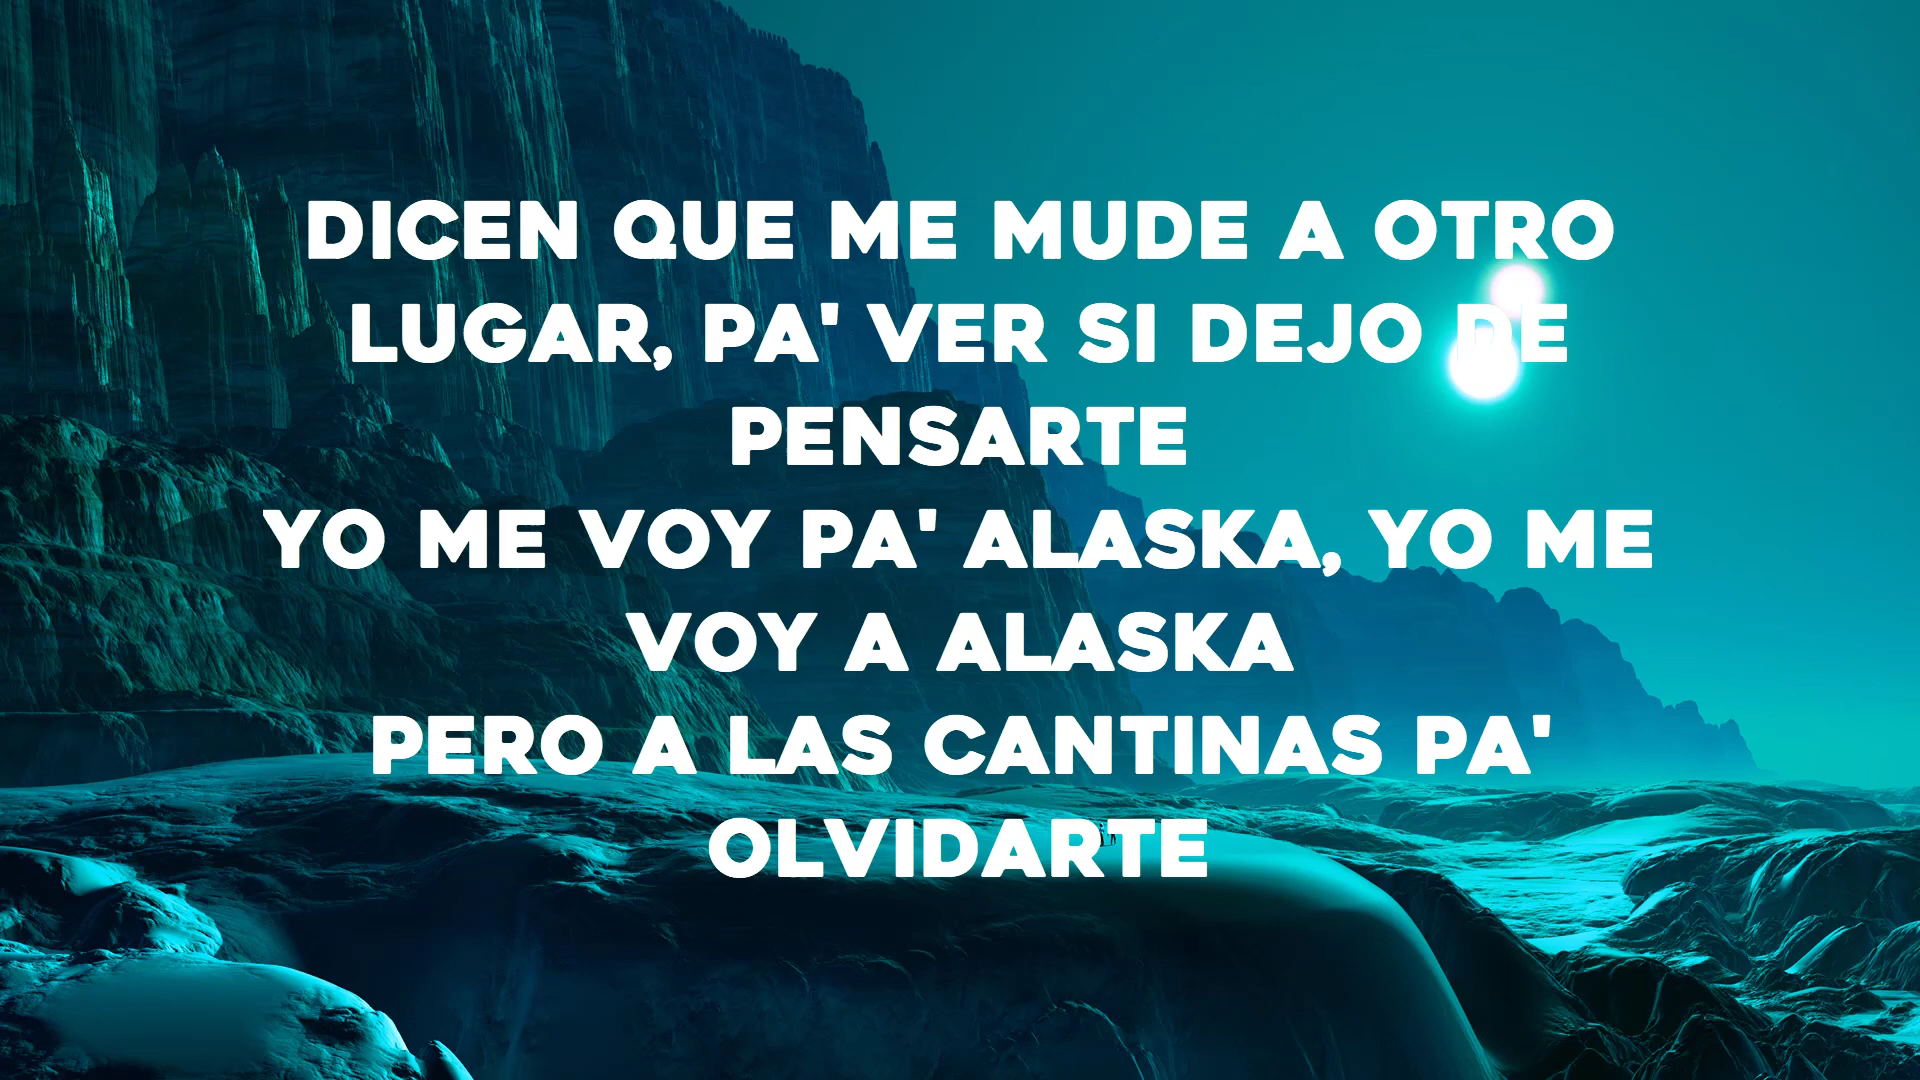 DICEN QUE ME MUDE A OTRO
LUGAR, PA' VER SI DEJO DE
PENSARTE
YO ME VOY PA' ALASKA, YO ME
VOY A ALASKA
PERO A LAS CANTINAS PA'
OLVIDARTE